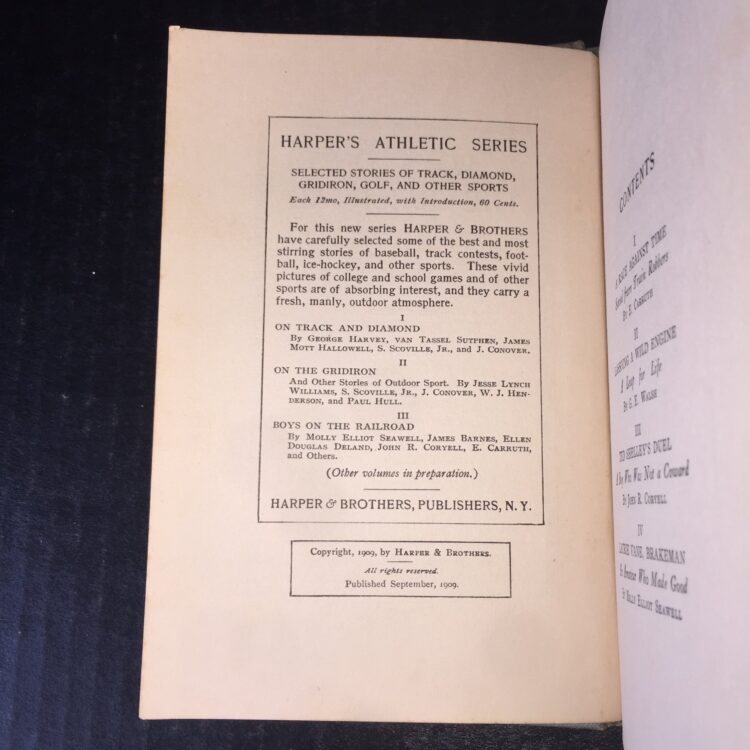 HARPER'S ATHLETIC SERIES
SELECTED STORIES OF TRACK, DIAMOND,
GRIDIRON, GOLF, AND OTHER SPORTS
Each 12mo, Illustrated, with Introduction, 60 Cents.
For this new series HARPER & BROTHERS
have carefully selected some of the best and most
stirring stories of baseball, track contests, foot-
ball, ice-hockey, and other sports. These vivid
pictures of college and school games and of other
sports are of absorbing interest, and they carry a
fresh, manly, outdoor atmosphere.
I
ON TRACK AND DIAMOND
By George Harvey, van Tassel Sutphen, James
Mott Hallowell, S. Scoville, Jr., and J. Conover.
II
ON THE GRIDIRON
And Other Stories of Outdoor Sport. By Jesse Lynch
Williams, S. Scoville, Jr., J. Conover, W. J. Hen-
derson, and Paul Hull.
III
BOYS ON THE RAILROAD
By Molly Elliot Seawell, James Barnes, Ellen
Douglas Deland, John R. Coryell, E. Carruth,
and Others.
(Other volumes in preparation.)
HARPER & BROTHERS, PUBLISHERS, N. Y.
Copyright, 1909, by Harper & Brothers.
All rights reserved.
Published September, 1909.
CONTENTS
I
A RACE AGAINST TIME
from Train Robbers
By E. Carruth
II
A WILD ENGINE
A Leap for Life
By G. E. Walsh
III
TED SHELLEY'S DUEL
Boy Who Was Not a Coward
By John R. Coryell
IV
VANE, BRAKEMAN
Amateur Who Made Good
By Molly Elliot Seawell